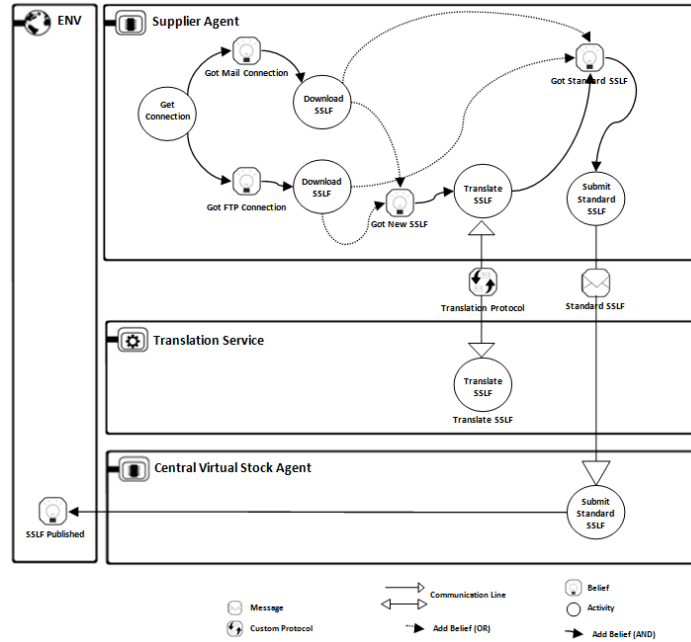 ENV
Supplier Agent
Got Mail Connection
Got Standard SSLF
Get
Connection
Download
SSLF
Download
SSLF
Translate
SSLF
Submit
Standard
SSLF
Got FTP Connection
Got New SSLF
Translation Protocol
Standard SSLF
Translation Service
Translate
SSLF
Translate SSLF
Central Virtual Stock Agent
Submit
Standard
SSLF
SSLF Published
Message
Custom Protocol
Communication Line
Add Belief (OR)
Belief
Activity
Add Belief (AND)